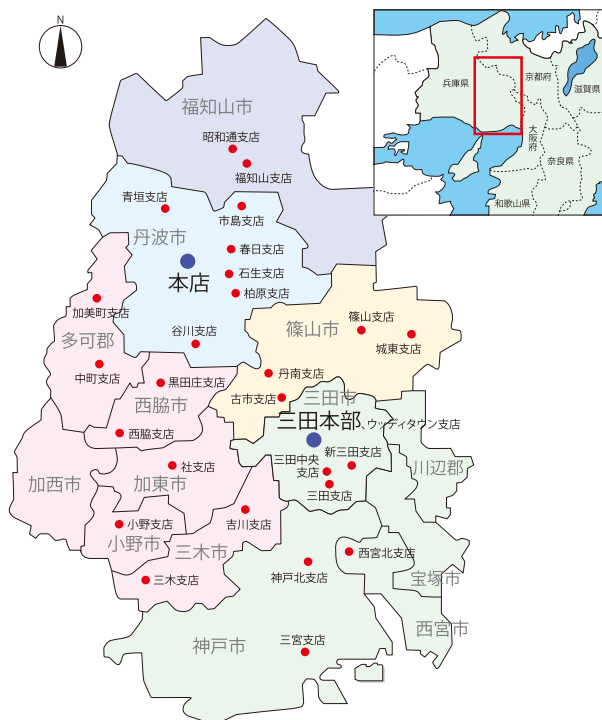 N
兵庫県
京都府
滋賀県
大阪府
奈良県
和歌山県
福知山市
昭和通支店
福知山支店
青垣支店
市島支店
丹波市
春日支店
本店
石生支店
柏原支店
加美町支店
谷川支店
篠山市
篠山支店
城東支店
多可郡
中町支店
黒田庄支店
丹南支店
古市支店
三田市
西脇市
西脇支店
三田本部
ウッディタウン支店
三田中央
支店
新三田支店
三田支店
川辺郡
加西市
加東市
社支店
小野支店
小野市
吉川支店
三木市
三木支店
神戸北支店
西宮北支店
宝塚市
西宮市
神戸市
三宮支店